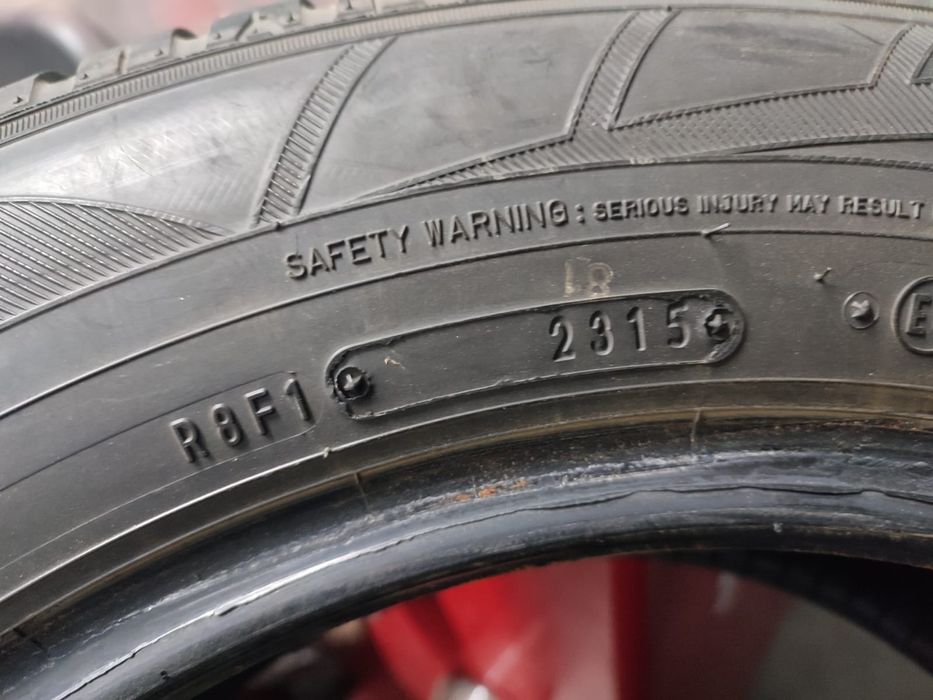 SAFETY WARNING: SERIOUS INJURY MAY RESULT
18
2315
R8F1
E